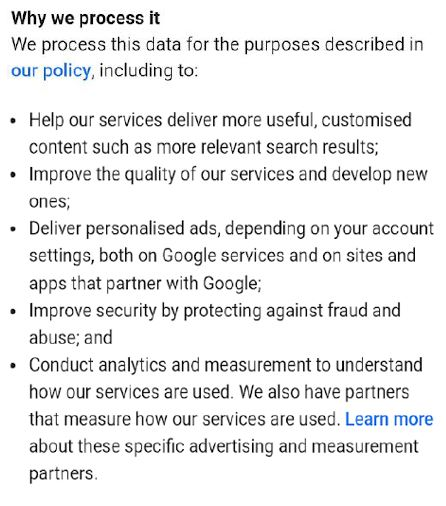 Why we process it
We process this data for the purposes described in
our policy, including to:
• Help our services deliver more useful, customised
content such as more relevant search results;
• Improve the quality of our services and develop new
ones;
• Deliver personalised ads, depending on your account
settings, both on Google services and on sites and
apps that partner with Google;
• Improve security by protecting against fraud and
abuse; and
• Conduct analytics and measurement to understand
how our services are used. We also have partners
that measure how our services are used. Learn more
about these specific advertising and measurement
partners.